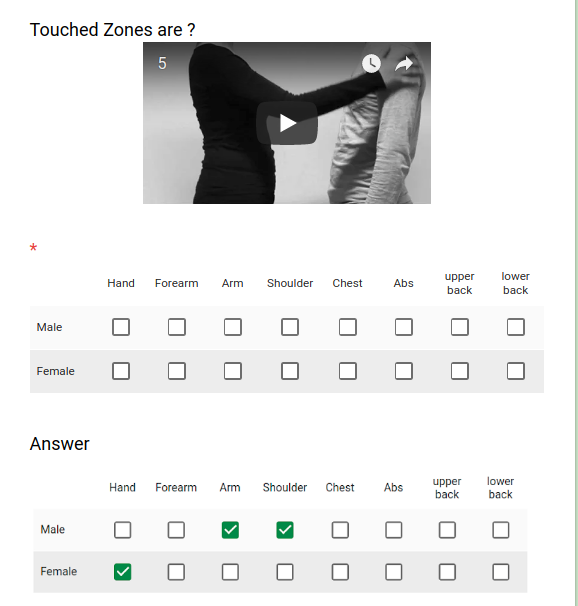 Touched Zones are ?
5
*
Hand Forearm Arm Shoulder Chest Abs upper back lower back
Male
Female
Answer
Hand Forearm Arm Shoulder Chest Abs upper back lower back
Male
Female